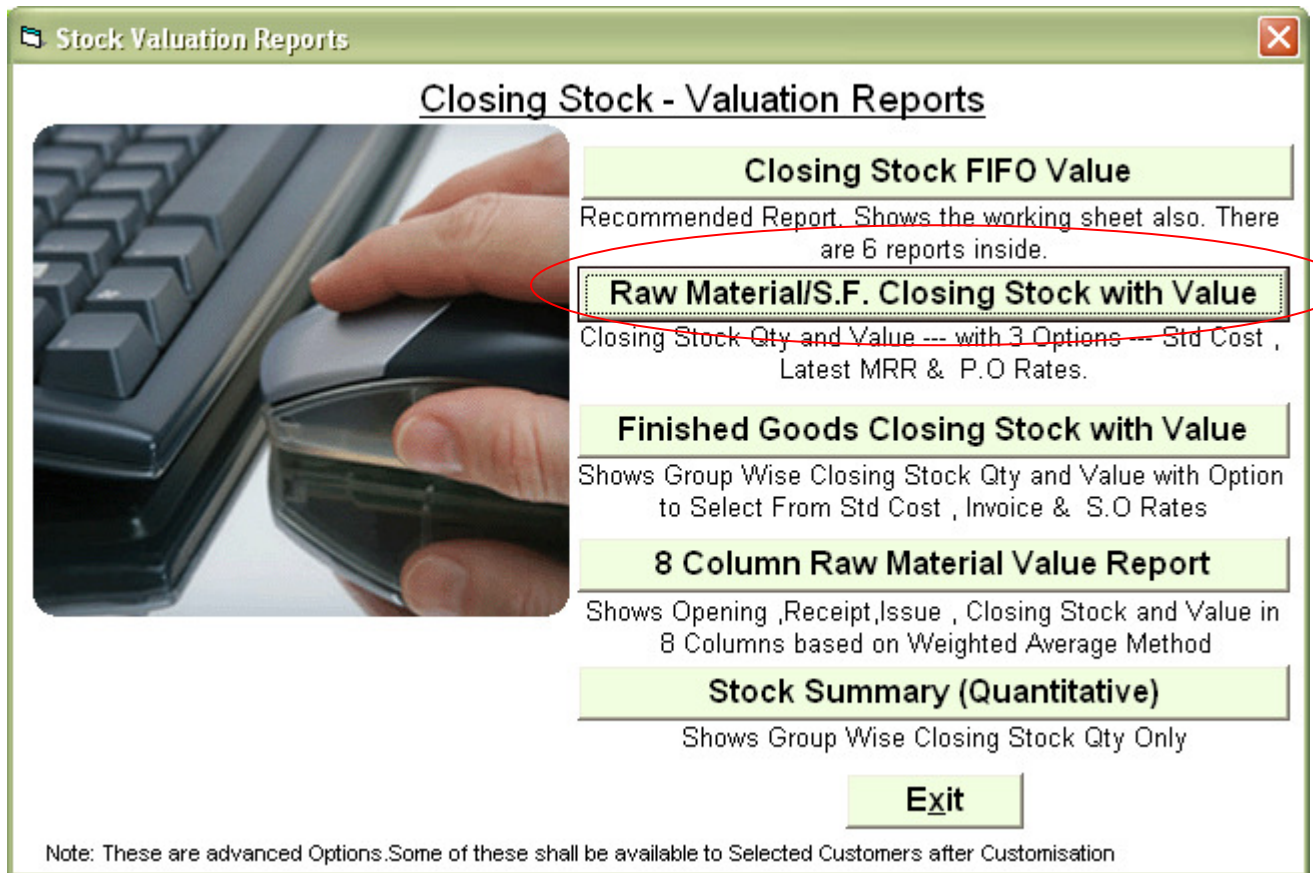 Stock Valuation Reports
Closing Stock - Valuation Reports
Closing Stock FIFO Value
Recommended Report. Shows the working sheet also. There
are 6 reports inside.
Raw Material/S.F. Closing Stock with Value
Closing Stock Qty and Value --- with 3 Options --- Std Cost ,
Latest MRR &  P.O Rates.
Finished Goods Closing Stock with Value
Shows Group Wise Closing Stock Qty and Value with Option
to Select From Std Cost , Invoice &  S.O Rates
8 Column Raw Material Value Report
Shows Opening ,Receipt,Issue , Closing Stock and Value in
8 Columns based on Weighted Average Method
Stock Summary (Quantitative)
Shows Group Wise Closing Stock Qty Only
Exit
Note: These are advanced Options.Some of these shall be available to Selected Customers after Customisation